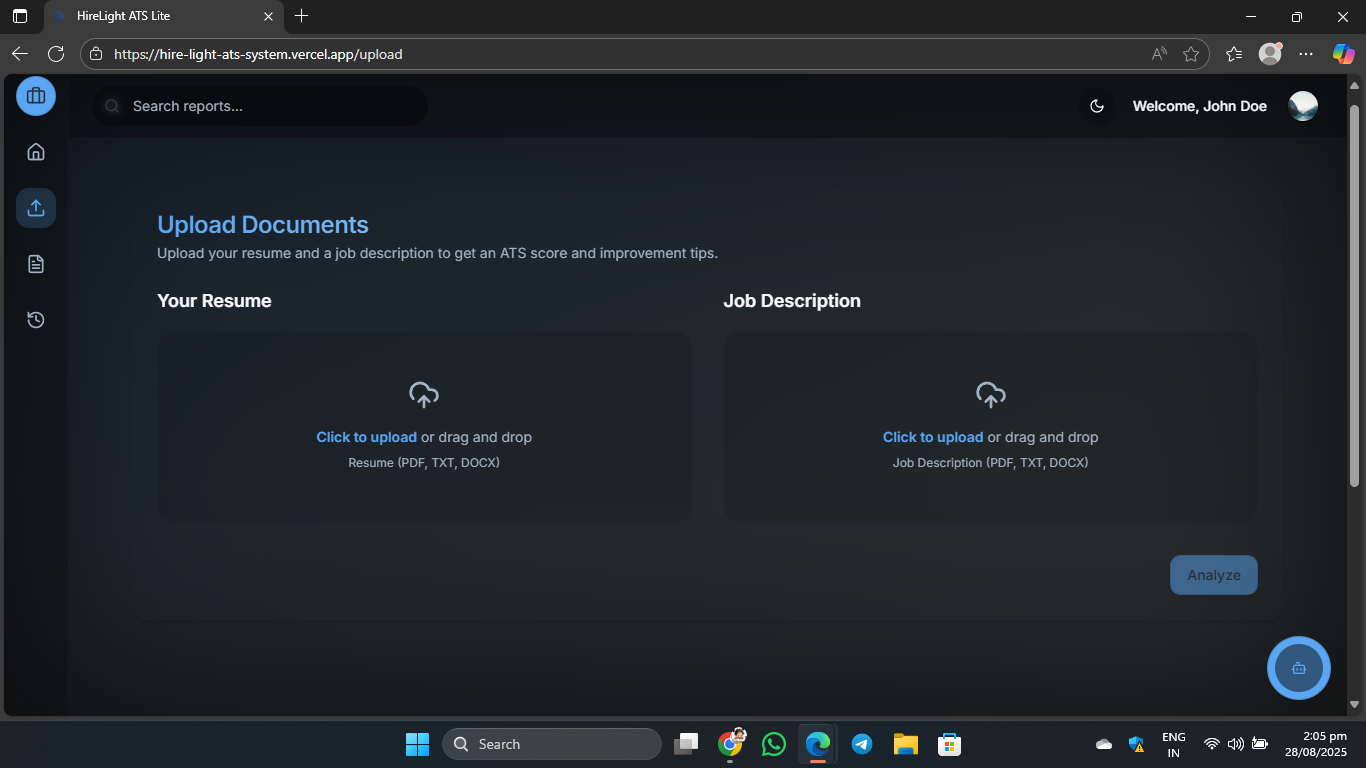 HireLight ATS Lite
https://hire-light-ats-system.vercel.app/upload
Search reports...
Welcome, John Doe
Upload Documents
Upload your resume and a job description to get an ATS score and improvement tips.
Your Resume
Job Description
Click to upload or drag and drop
Resume (PDF, TXT, DOCX)
Click to upload or drag and drop
Job Description (PDF, TXT, DOCX)
Analyze
Search
ENG
IN
2:05 pm
28/08/2025